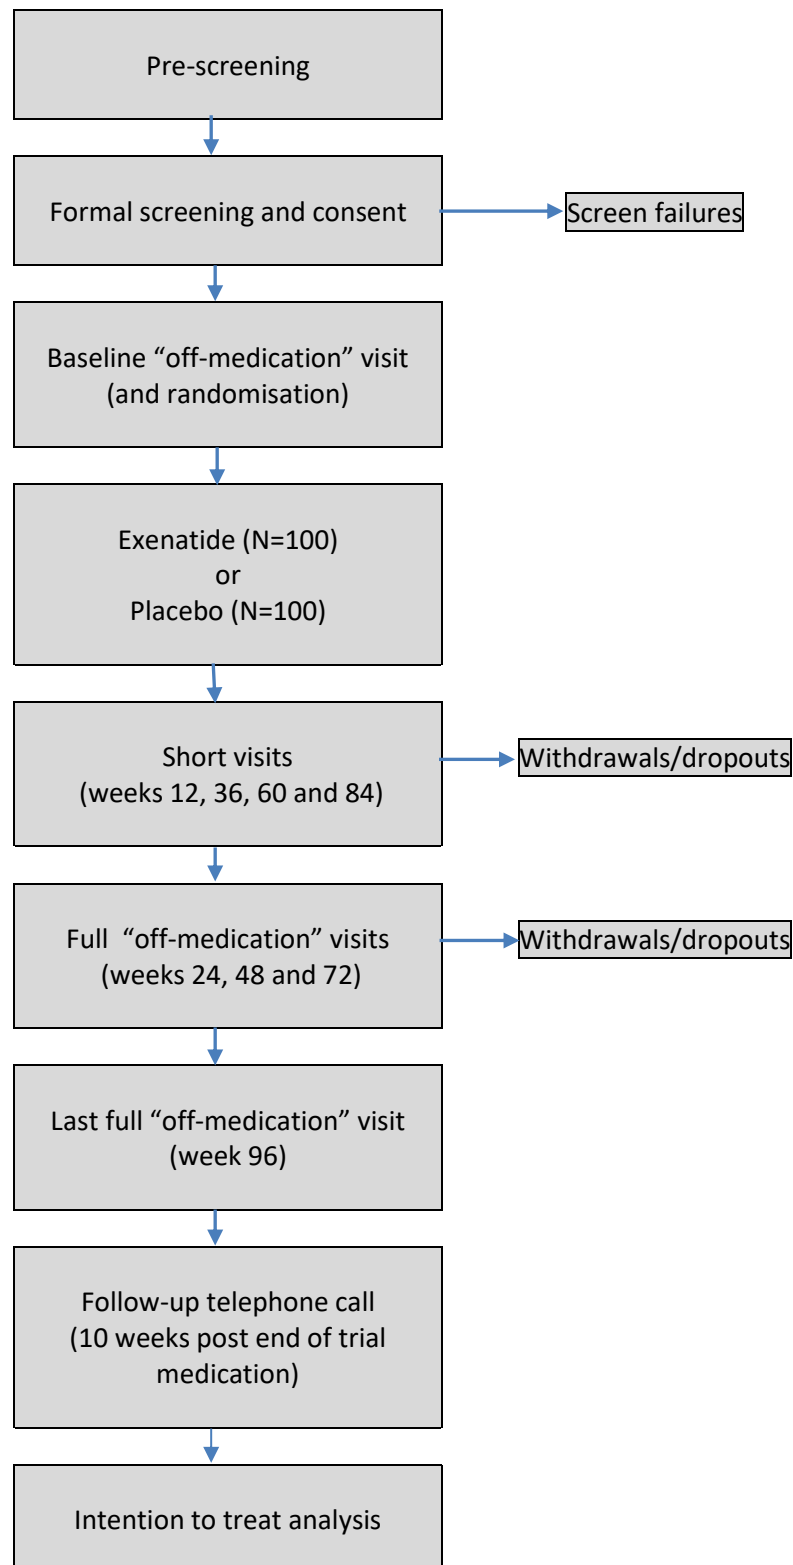 Pre-screening
Formal screening and consent
Screen failures
Baseline “off-medication” visit
(and randomisation)
Exenatide (N=100)
or
Placebo (N=100)
Short visits
(weeks 12, 36, 60 and 84)
Withdrawals/dropouts
Full “off-medication” visits
(weeks 24, 48 and 72)
Withdrawals/dropouts
Last full “off-medication” visit
(week 96)
Follow-up telephone call
(10 weeks post end of trial
medication)
Intention to treat analysis